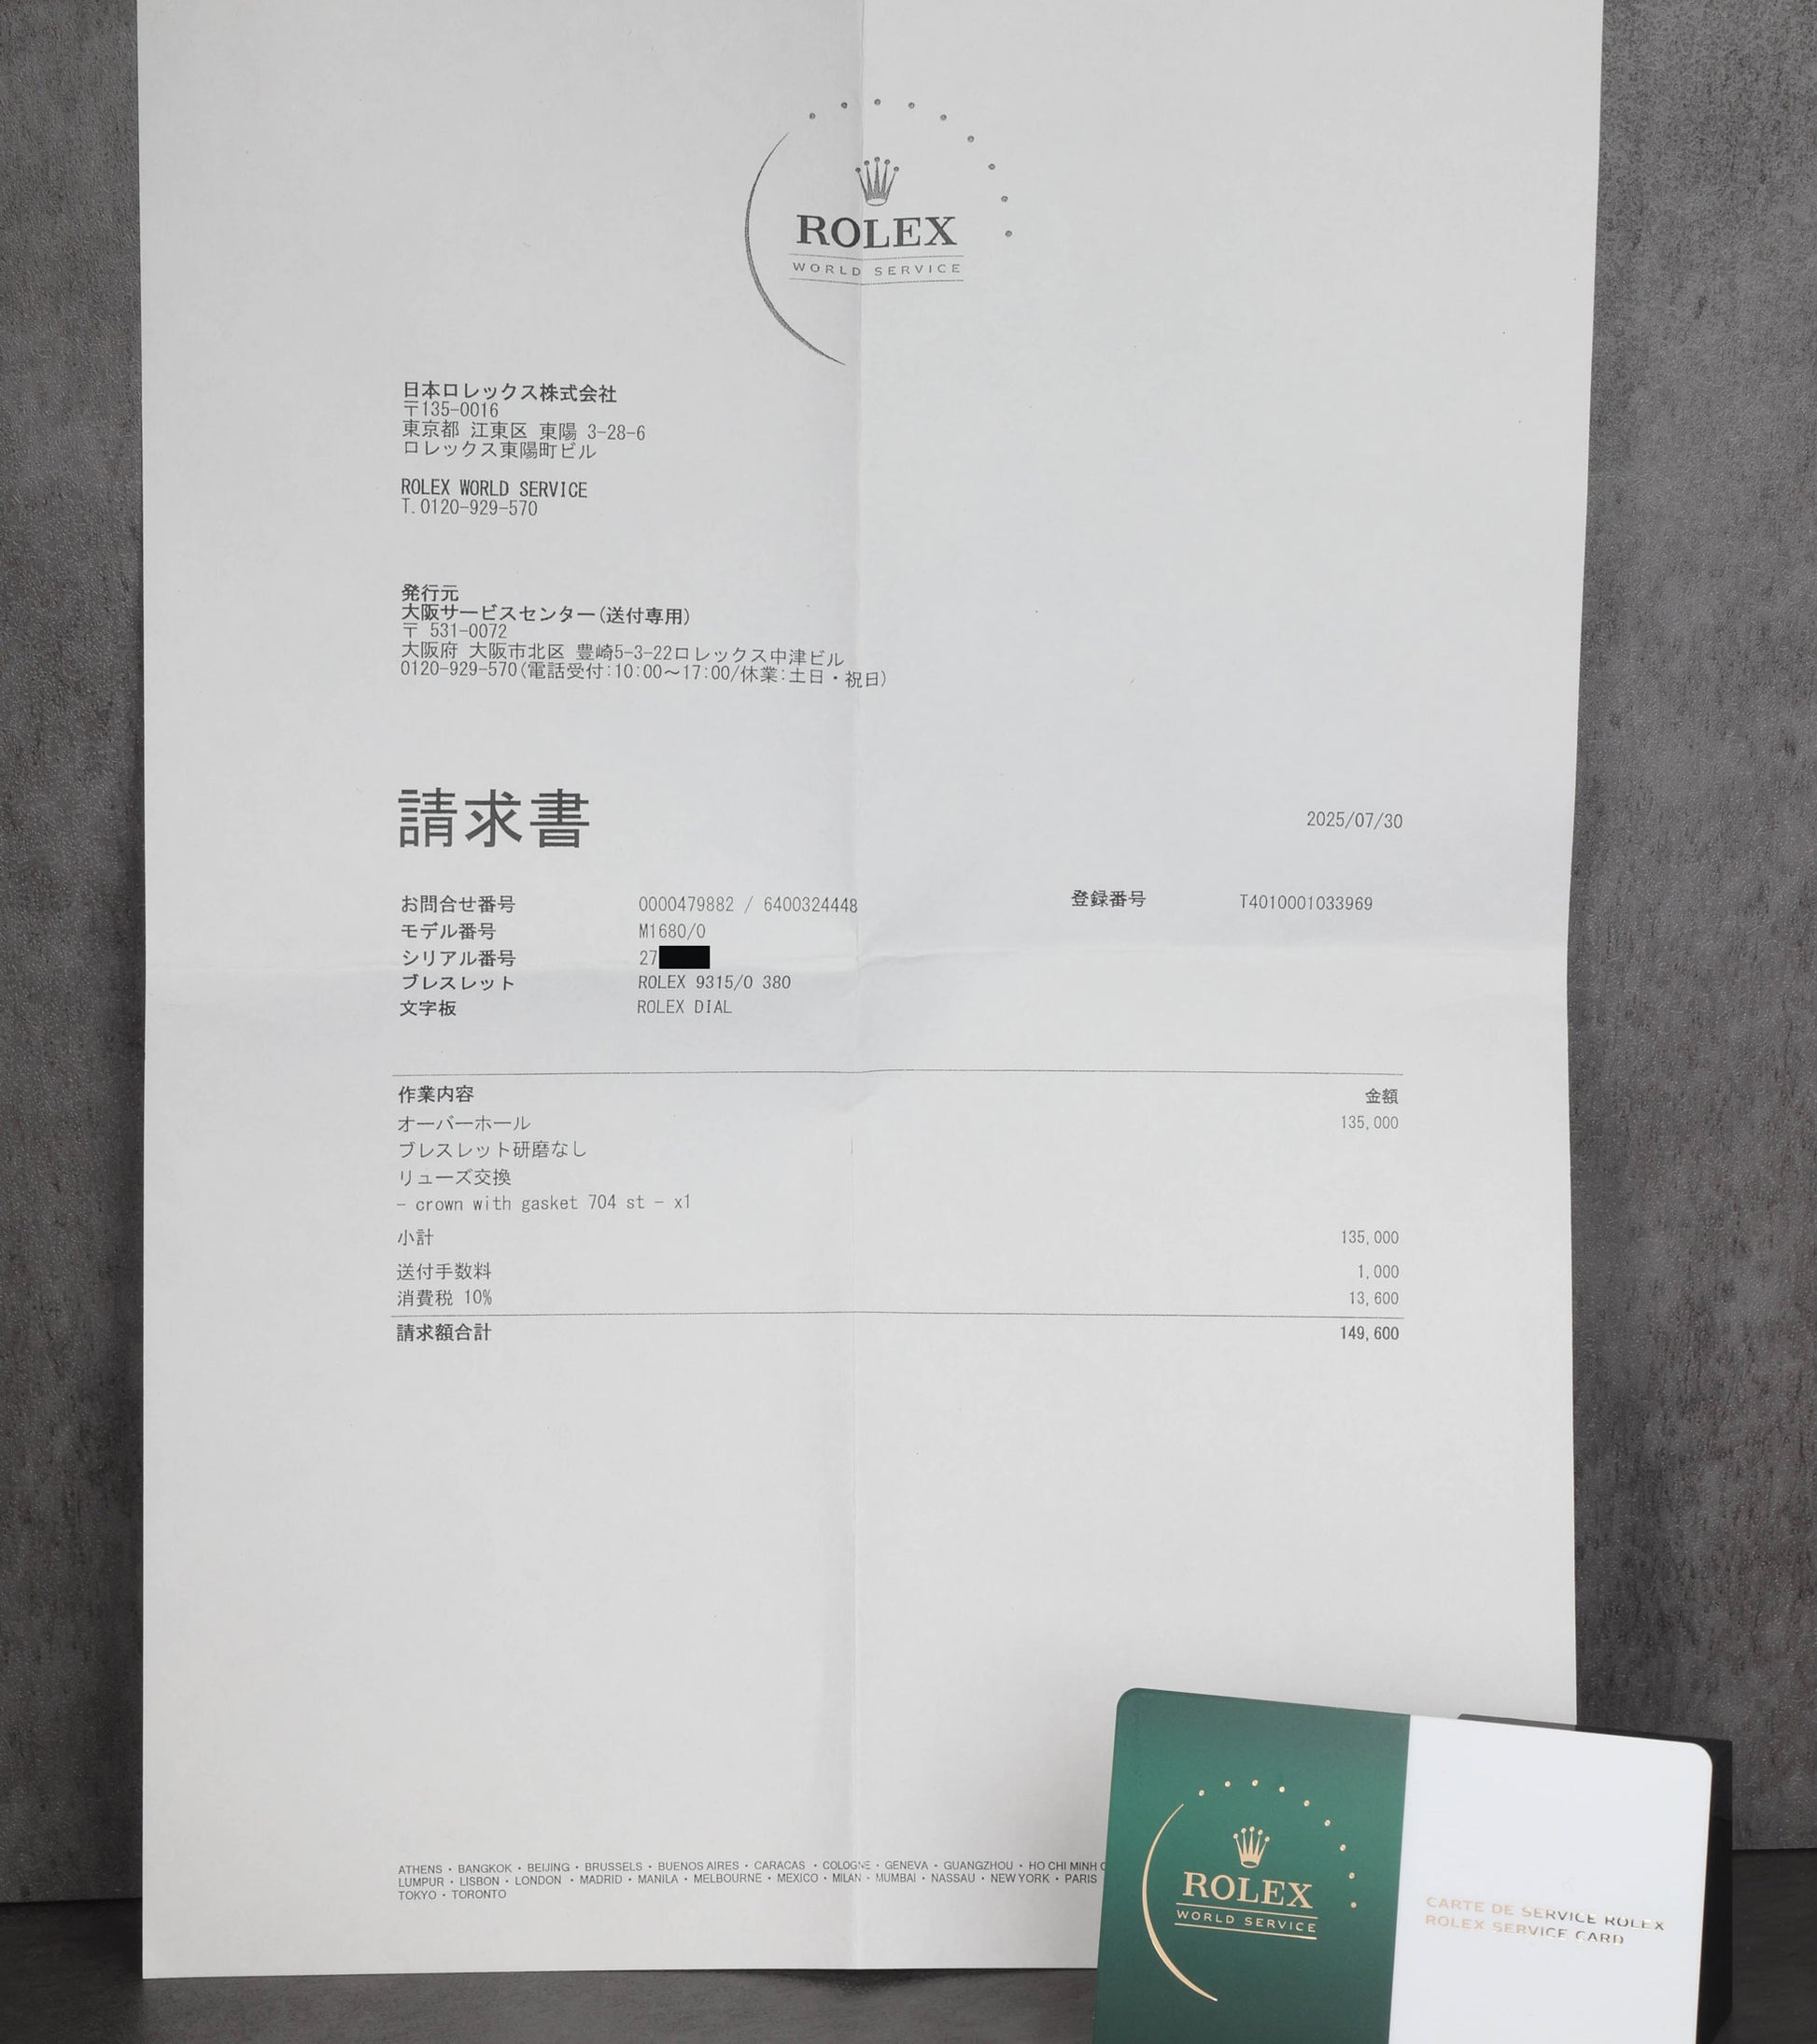 ROLEX
WORLD SERVICE
日本ロレックス株式会社
〒135-0016
東京都 江東区 東陽 3-28-6
ロレックス東陽町ビル
ROLEX WORLD SERVICE
T.0120-929-570
発行元
大阪サービスセンター(送付専用)
〒 531-0072
大阪府 大阪市北区 豊崎5-3-22ロレックス中津ビル
0120-929-570(電話受付:10:00～17:00/休業:土日・祝日)
請求書
2025/07/30
お問合せ番号 0000479882 / 6400324448 登録番号 T4010001033969
モデル番号 M1680/0
シリアル番号 27
ブレスレット ROLEX 9315/0 380
文字板 ROLEX DIAL
作業内容 金額
オーバーホール 135,000
ブレスレット研磨なし
リューズ交換
- crown with gasket 704 st - x1
小計 135,000
送付手数料 1,000
消費税 10% 13,600
請求額合計 149,600
ATHENS • BANGKOK • BEIJING • BRUSSELS • BUENOS AIRES • CARACAS • COLOGNE • GENEVA • GUANGZHOU • HO CHI MINH
LUMPUR • LISBON • LONDON • MADRID • MANILA • MELBOURNE • MEXICO • MILAN • MUMBAI • NASSAU • NEW YORK • PARIS
TOKYO • TORONTO
ROLEX
WORLD SERVICE
CARTE DE SERVICE ROLEX
ROLEX SERVICE CARD